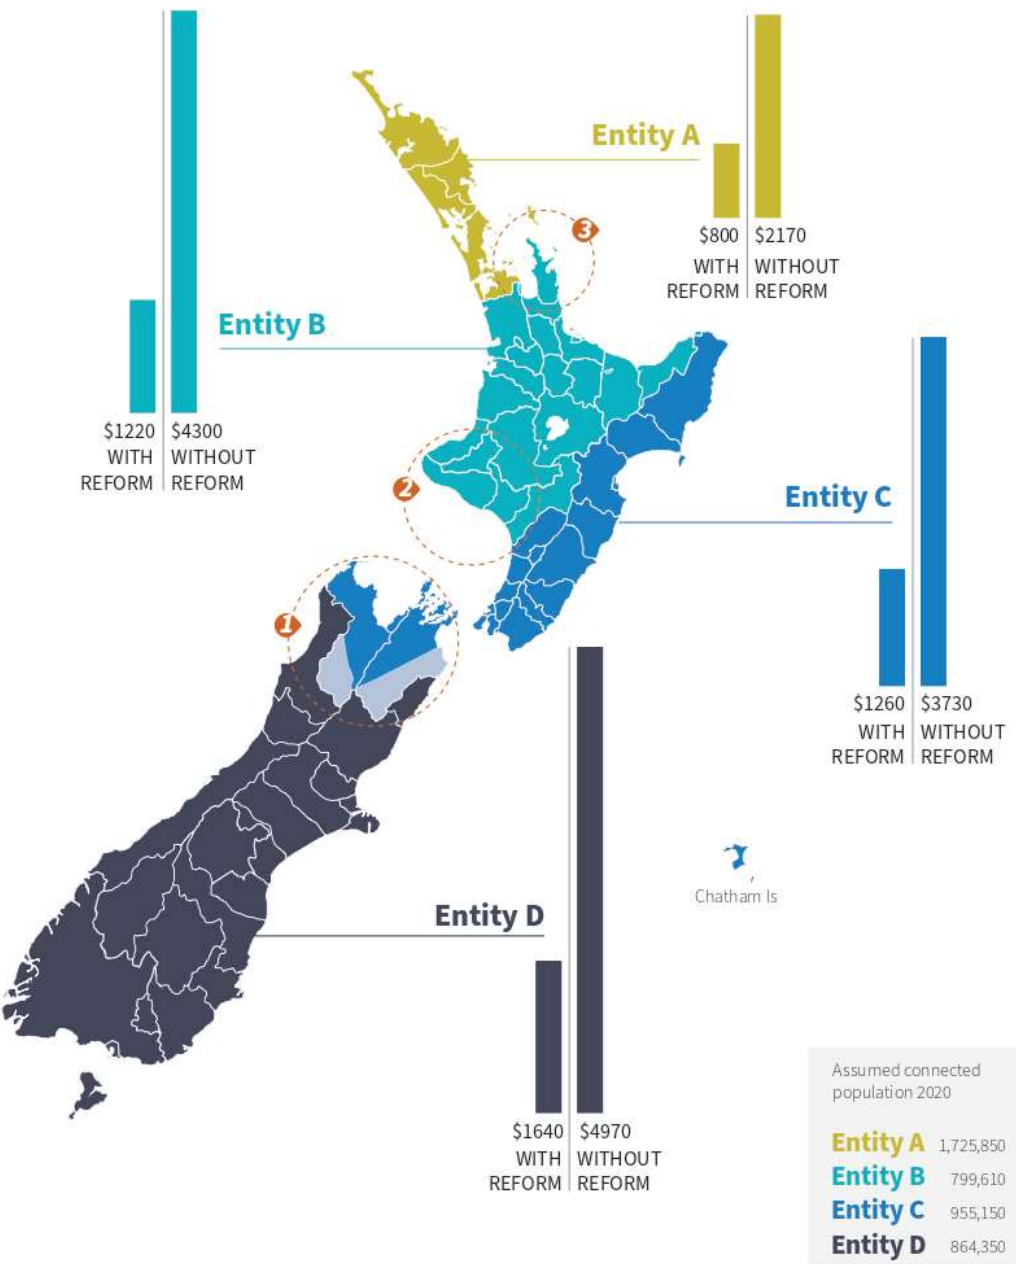 Entity A
3
$800 $2170
WITH WITHOUT
REFORM REFORM
Entity B
$1220 $4300
WITH WITHOUT
REFORM REFORM
2
Entity C
1
$1260 $3730
WITH WITHOUT
REFORM REFORM
Chatham Is
Entity D
$1640 $4970
WITH WITHOUT
REFORM REFORM
Assumed connected
population 2020
Entity A 1,725,850
Entity B 799,610
Entity C 955,150
Entity D 864,350